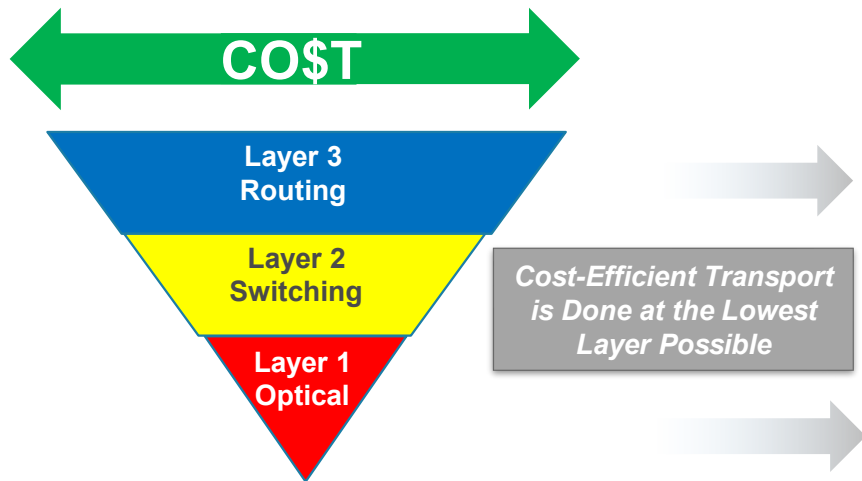 CO$T
Layer 3
Routing
Layer 2
Switching
Cost-Efficient Transport
is Done at the Lowest
Layer Possible
Layer 1
Optical